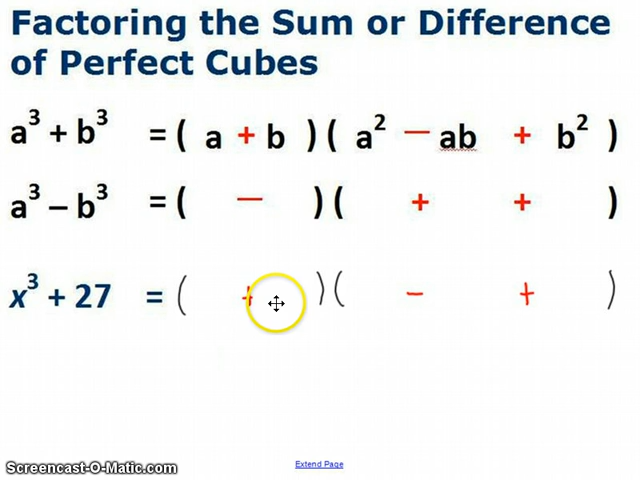 Factoring the Sum or Difference
of Perfect Cubes
a³ + b³ = ( a + b ) ( a² − ab + b² )
a³ – b³ = ( − ) ( + + )
x³ + 27 = ( + ) ( − + )
Extend Page
Screencast-O-Matic.com